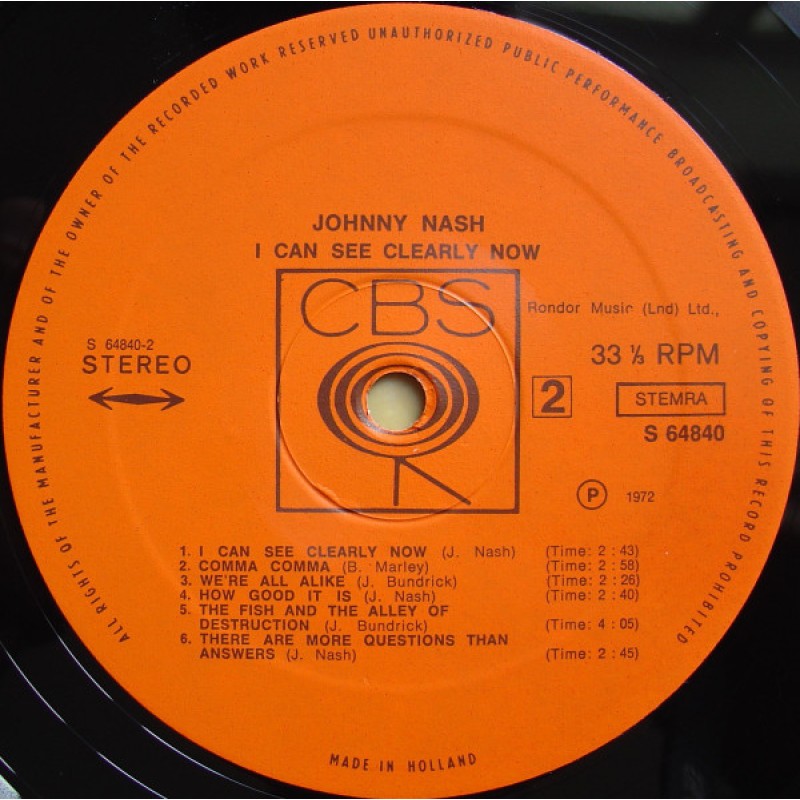 ALL RIGHTS OF THE MANUFACTURER AND OF THE OWNER OF THE RECORDED WORK RESERVED UNAUTHORIZED PUBLIC PERFORMANCE BROADCASTING AND COPYING OF THIS RECORD PROHIBITED
JOHNNY NASH
I CAN SEE CLEARLY NOW
CBS
Rondor Music (Lnd) Ltd.,
S 64840-2
STEREO
33 ⅓ RPM
2
STEMRA
S 64840
P 1972
1. I CAN SEE CLEARLY NOW (J. Nash) (Time: 2 : 43)
2. COMMA COMMA (B. Marley) (Time: 2 : 58)
3. WE'RE ALL ALIKE (J. Bundrick) (Time: 2 : 26)
4. HOW GOOD IT IS (J. Nash) (Time: 2 : 40)
5. THE FISH AND THE ALLEY OF
DESTRUCTION (J. Bundrick) (Time: 4 : 05)
6. THERE ARE MORE QUESTIONS THAN
ANSWERS (J. Nash) (Time: 2 : 45)
MADE IN HOLLAND